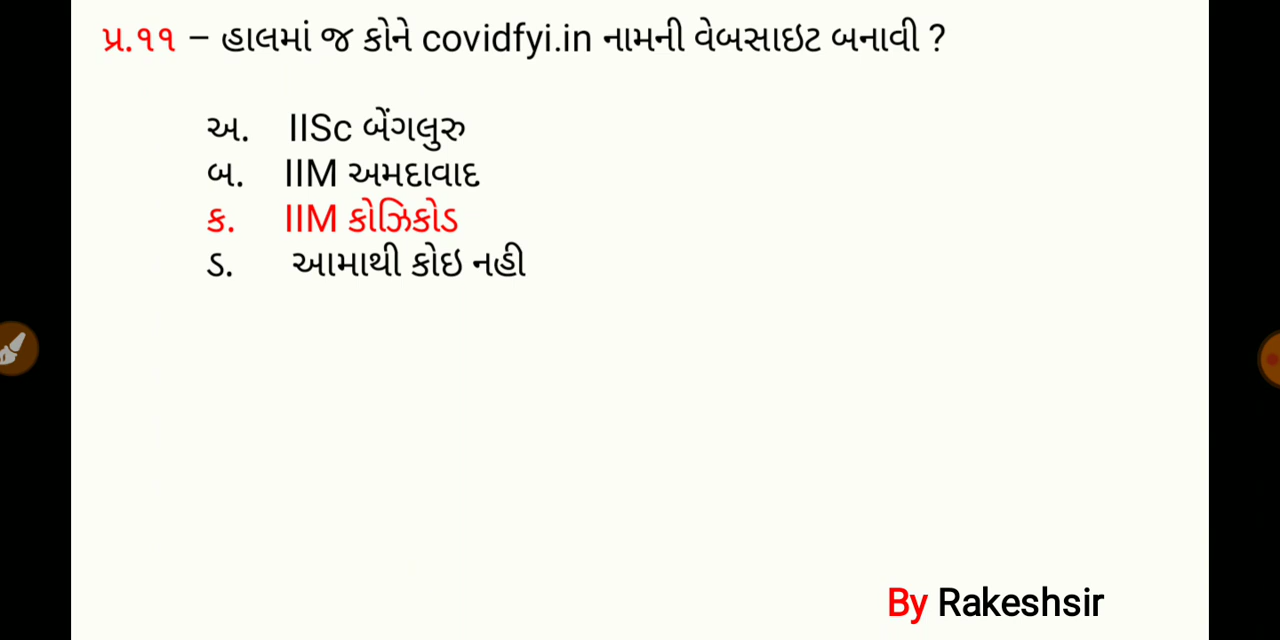 પ્ર.૧૧ – હાલમાં જ કોને covidfyi.in નામની વેબસાઇટ બનાવી ?
અ. IISc બેંગલુરુ
બ. IIM અમદાવાદ
ક. IIM કોઝિકોડ
ડ. આમાથી કોઇ નહી
By Rakeshsir